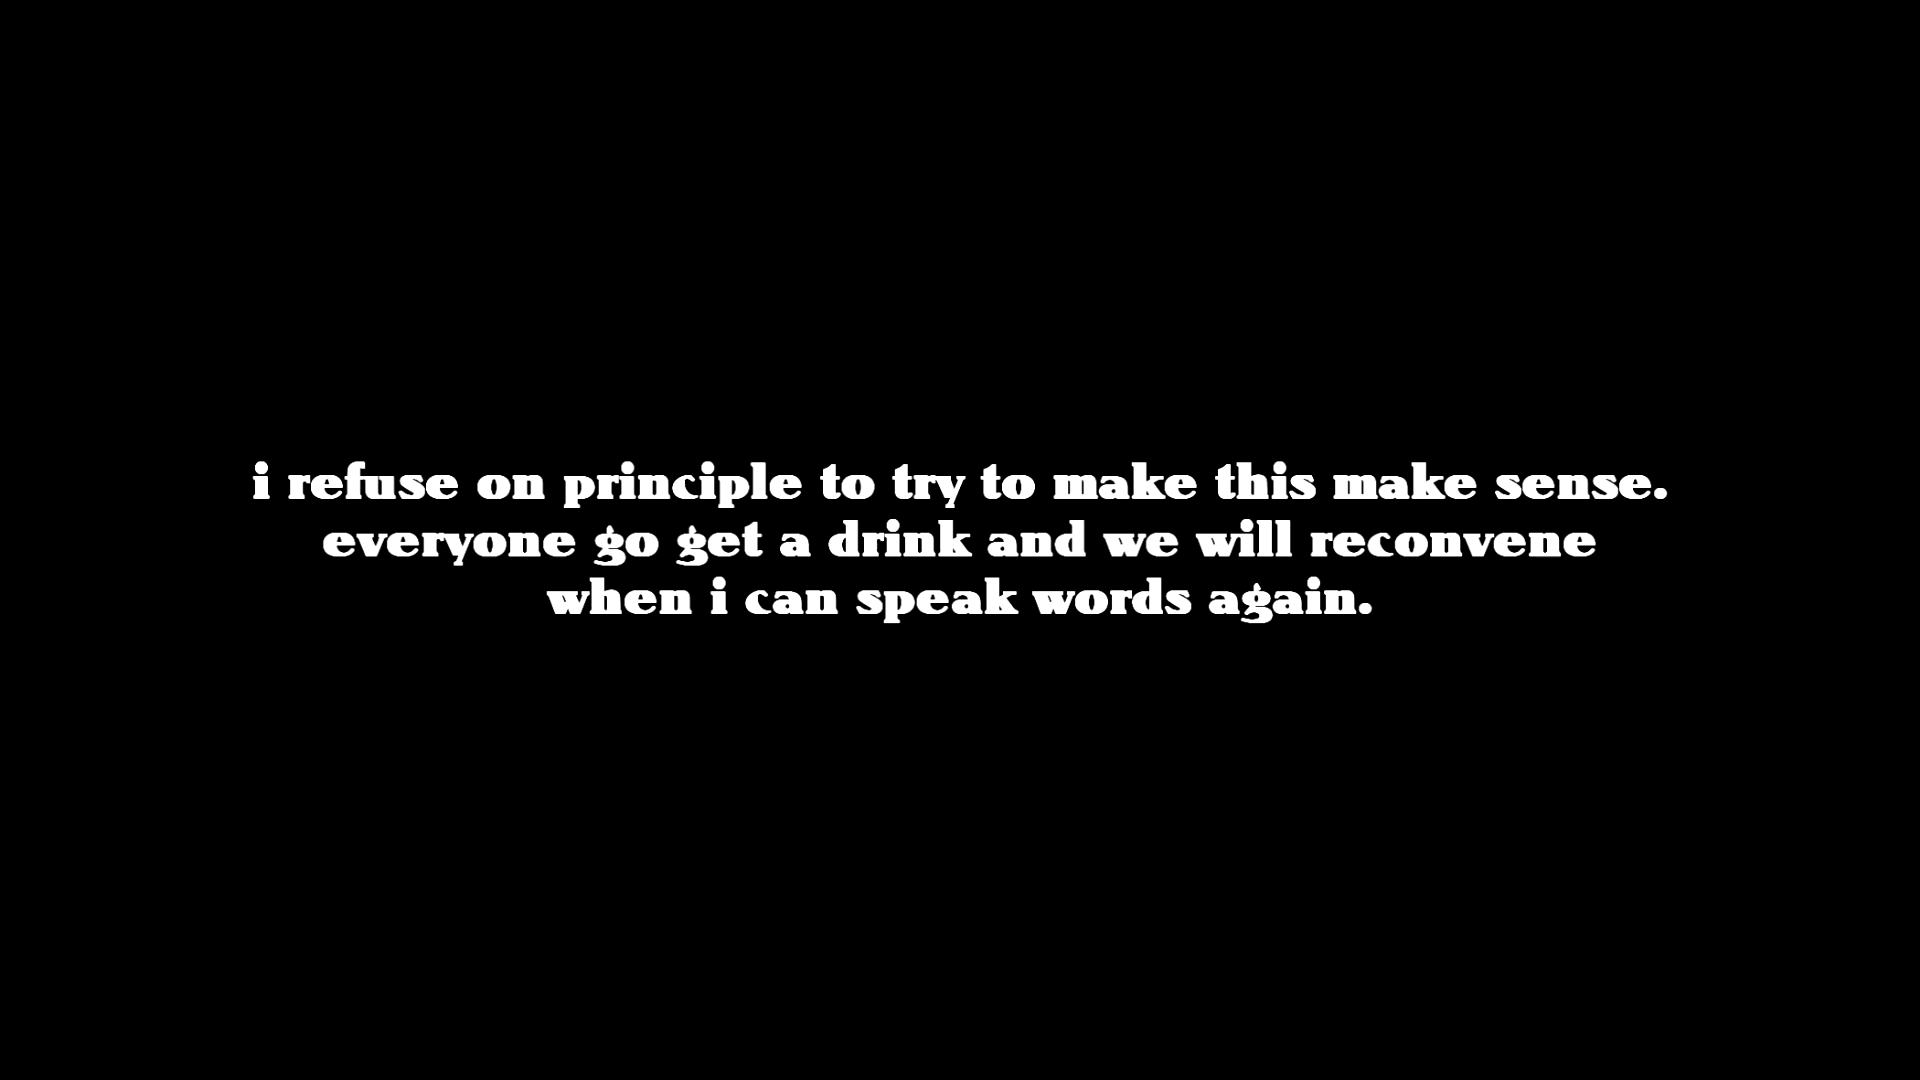 i refuse on principle to try to make this make sense.
everyone go get a drink and we will reconvene
when i can speak words again.